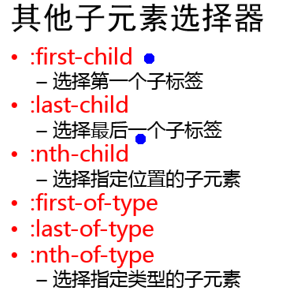 其他子元素选择器
• :first-child
– 选择第一个子标签
• :last-child
– 选择最后一个子标签
• :nth-child
– 选择指定位置的子元素
• :first-of-type
• :last-of-type
• :nth-of-type
– 选择指定类型的子元素